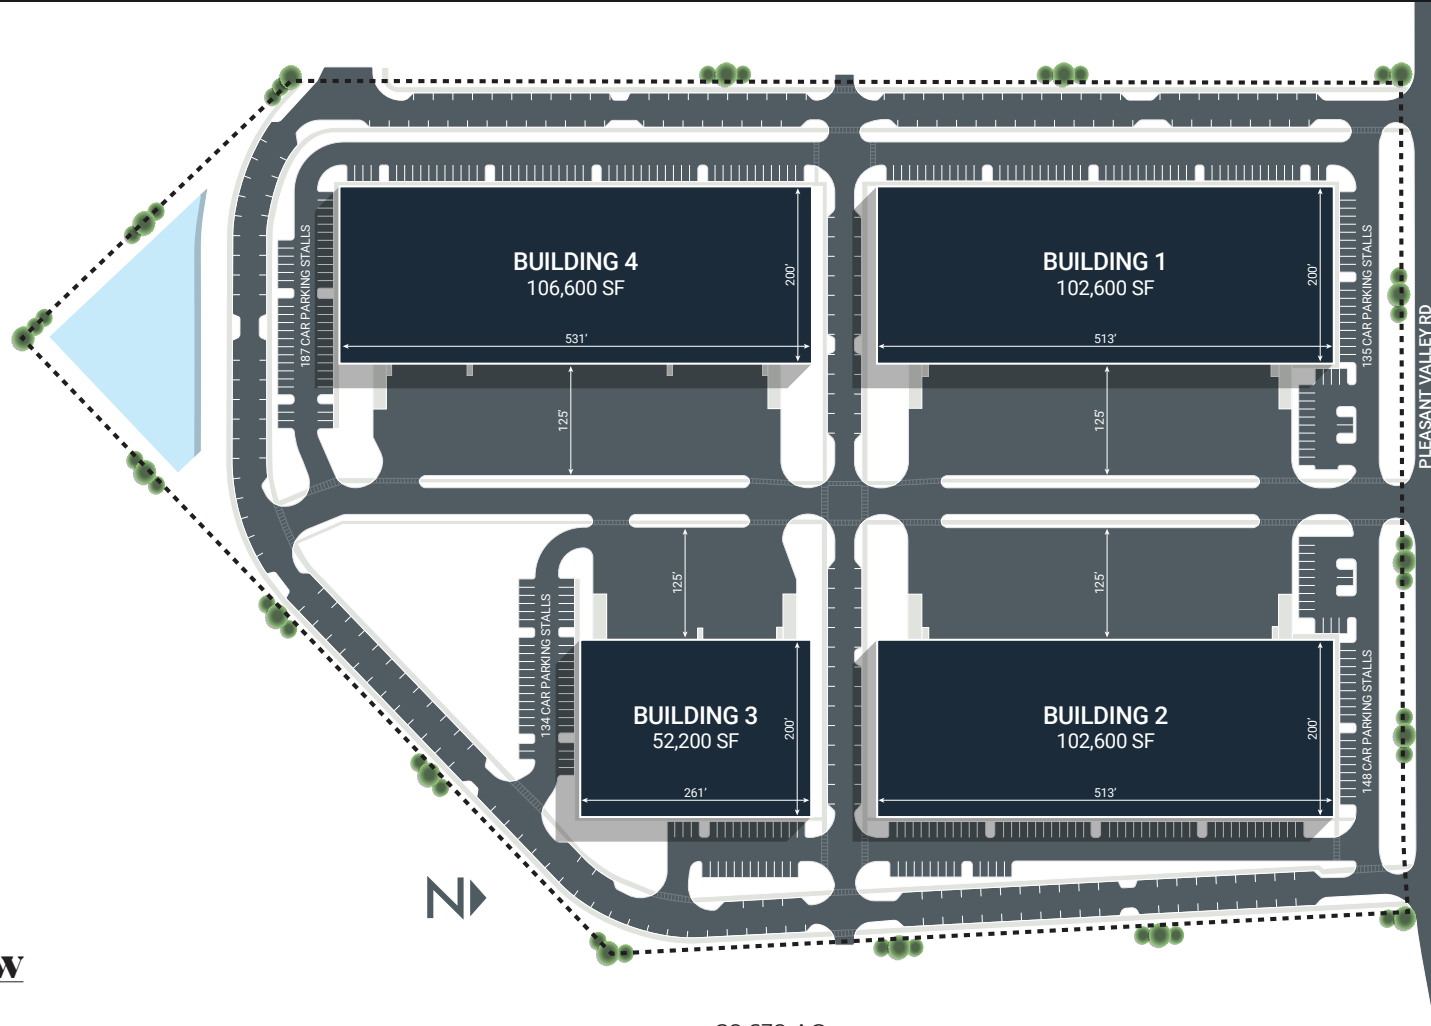 BUILDING 4
106,600 SF
200'
531'
187 CAR PARKING STALLS
125'
BUILDING 1
102,600 SF
200'
513'
135 CAR PARKING STALLS
125'
PLEASANT VALLEY RD
BUILDING 3
52,200 SF
200'
261'
134 CAR PARKING STALLS
125'
BUILDING 2
102,600 SF
200'
513'
148 CAR PARKING STALLS
125'
N
w